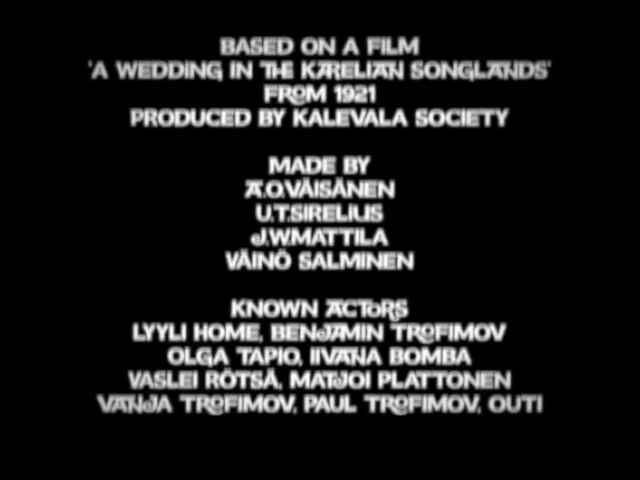 BASED ON A FILM
'A WEDDING IN THE KARELIAN SONGLANDS'
FROM 1921
PRODUCED BY KALEVALA SOCIETY
MADE BY
A.O.VÄISÄNEN
U.T.SIRELIUS
J.W.MATTILA
VÄINÖ SALMINEN
KNOWN ACTORS
LYYLI HOME, BENJAMIN TROFIMOV
OLGA TAPIO, IIVANA BOMBA
VASLEI RÖTSÄ, MATJOI PLATTONEN
VANJA TROFIMOV, PAUL TROFIMOV, OUTI